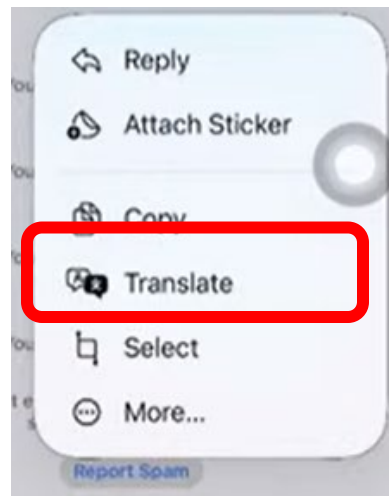 Reply
Attach Sticker
Copy
Translate
Select
More...
Report Spam